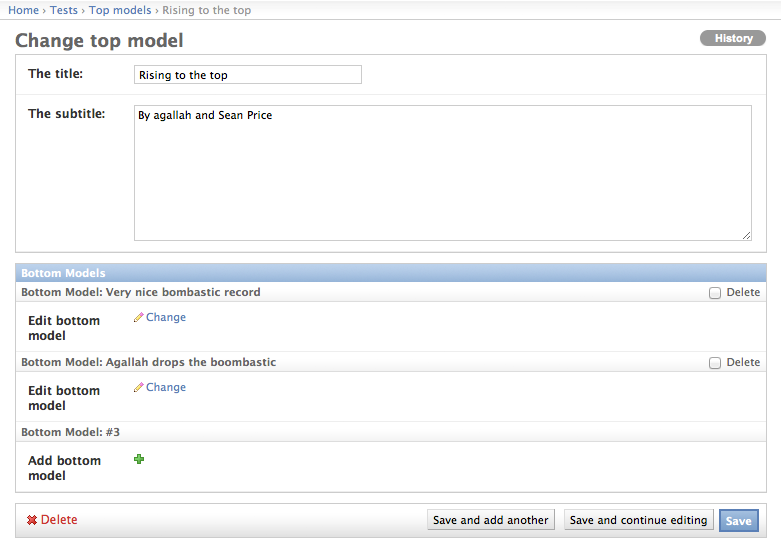 Home › Tests › Top models › Rising to the top
Change top model
History
The title:
Rising to the top
The subtitle:
By agallah and Sean Price
Bottom Models
Bottom Model: Very nice bombastic record
Delete
Edit bottom
model
Change
Bottom Model: Agallah drops the boombastic
Delete
Edit bottom
model
Change
Bottom Model: #3
Add bottom
model
Delete
Save and add another
Save and continue editing
Save